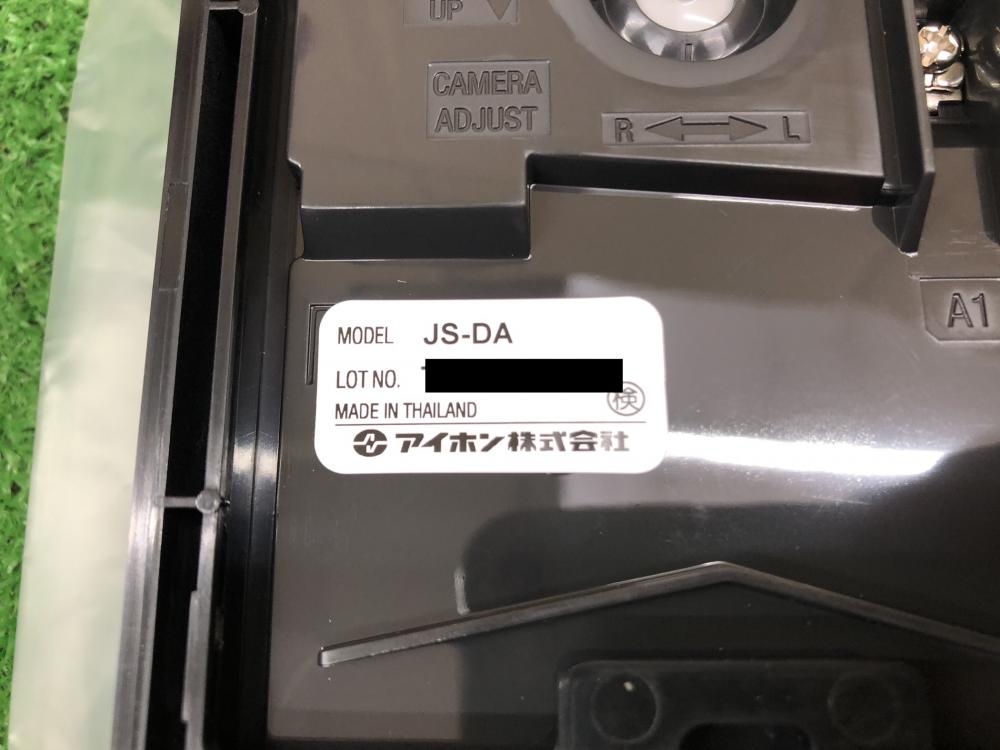 UP
CAMERA
ADJUST
R L
A1
MODEL JS-DA
LOT NO.
検
MADE IN THAILAND
アイホン株式会社